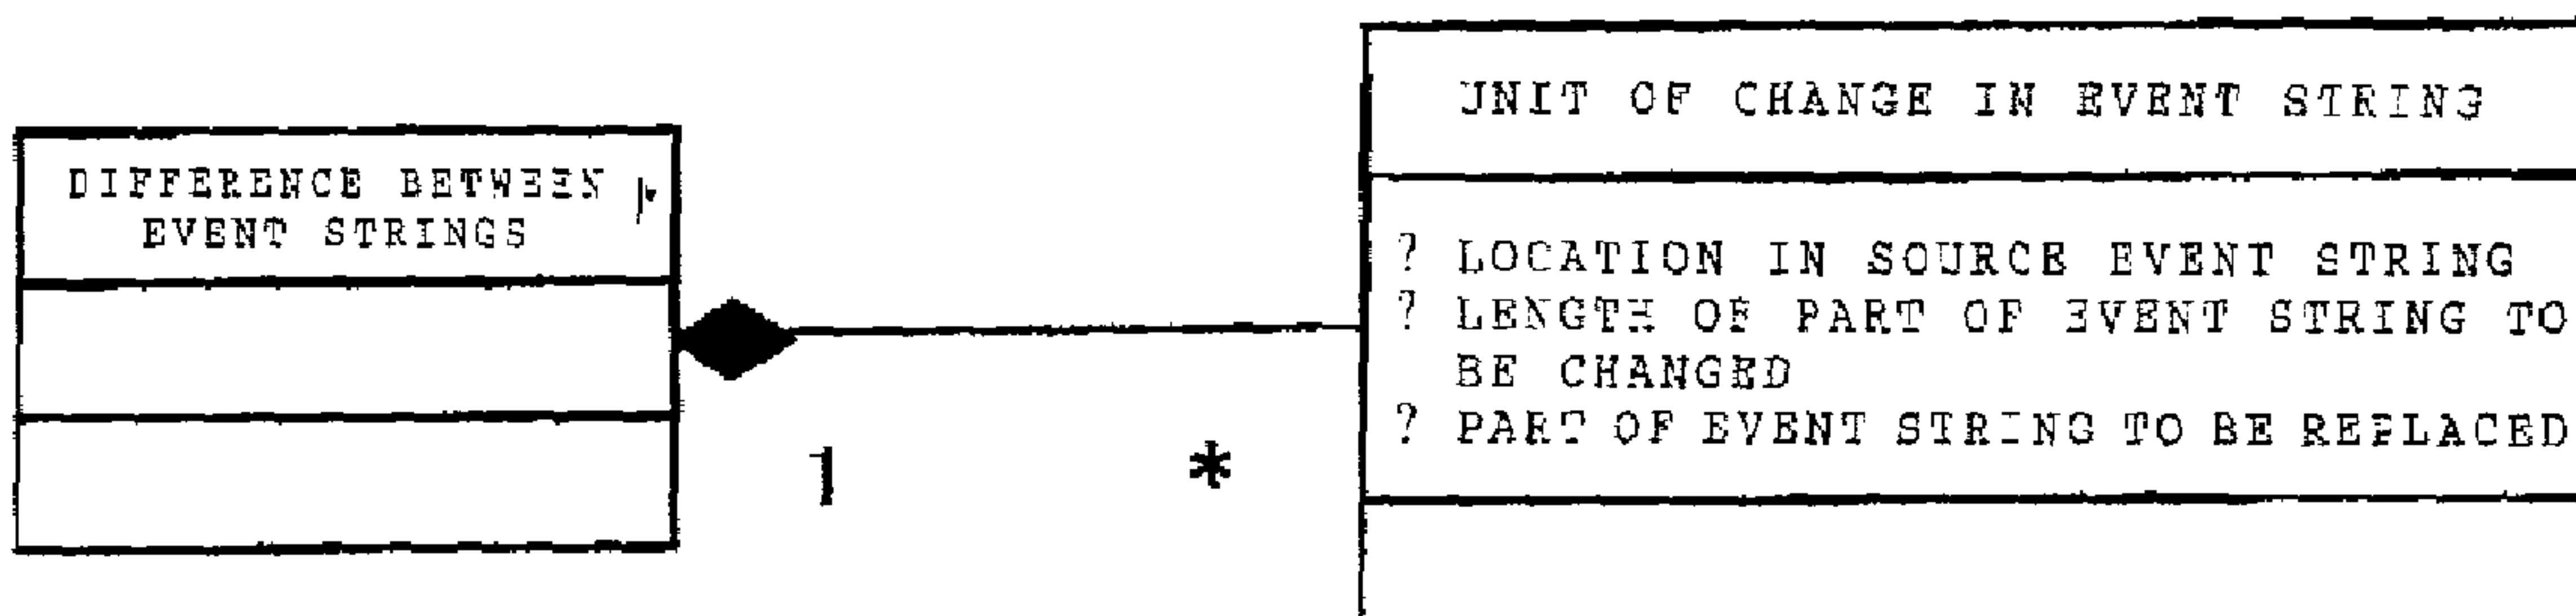 DIFFERENCE BETWEEN
EVENT STRINGS
1
*
UNIT OF CHANGE IN EVENT STRING
? LOCATION IN SOURCE EVENT STRING
? LENGTH OF PART OF EVENT STRING TO
BE CHANGED
? PART OF EVENT STRING TO BE REPLACED